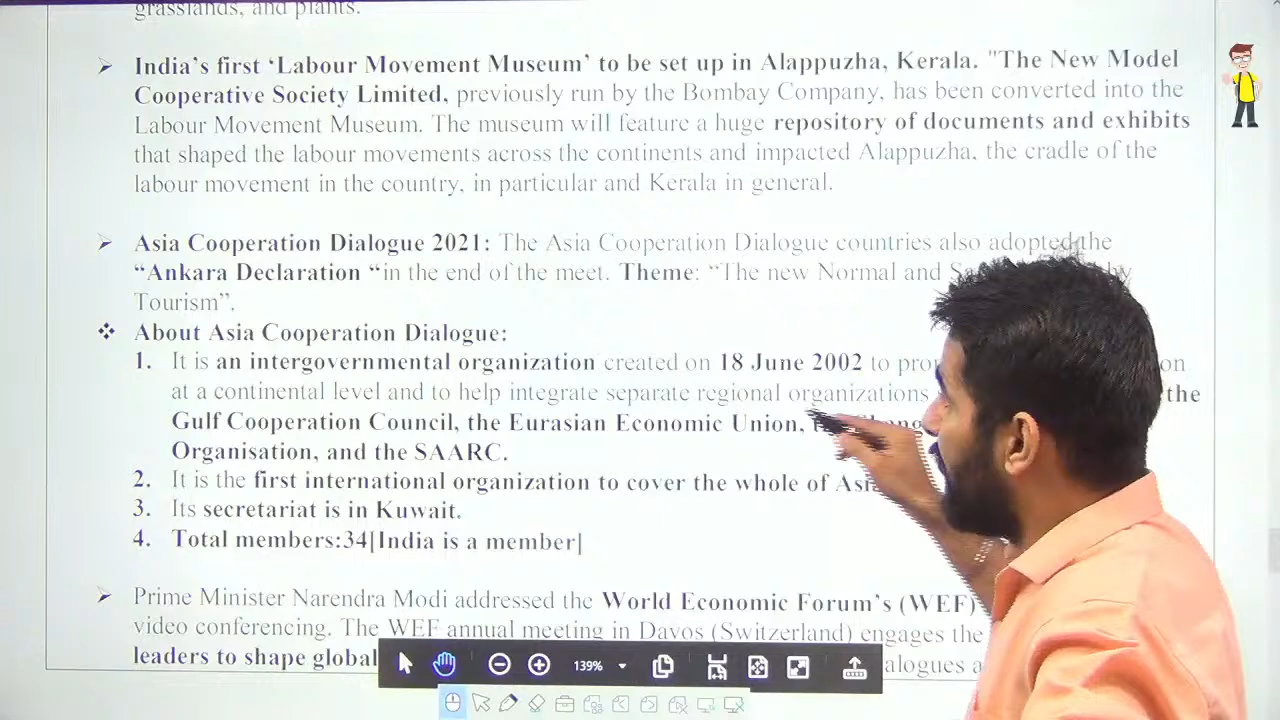 grasslands, and plants.
➢ India's first ‘Labour Movement Museum’ to be set up in Alappuzha, Kerala. "The New Model
Cooperative Society Limited, previously run by the Bombay Company, has been converted into the
Labour Movement Museum. The museum will feature a huge repository of documents and exhibits
that shaped the labour movements across the continents and impacted Alappuzha, the cradle of the
labour movement in the country, in particular and Kerala in general.
➢ Asia Cooperation Dialogue 2021: The Asia Cooperation Dialogue countries also adopted the
“Ankara Declaration “in the end of the meet. Theme: “The new Normal and by
Tourism”.
❖ About Asia Cooperation Dialogue:
1. It is an intergovernmental organization created on 18 June 2002 to on
at a continental level and to help integrate separate regional organizations the
Gulf Cooperation Council, the Eurasian Economic Union,
Organisation, and the SAARC.
2. It is the first international organization to cover the whole of
3. Its secretariat is in Kuwait.
4. Total members:34[India is a member]
➢ Prime Minister Narendra Modi addressed the World Economic Forum's (WEF)
video conferencing. The WEF annual meeting in Davos (Switzerland) engages the
leaders to shape global
139%